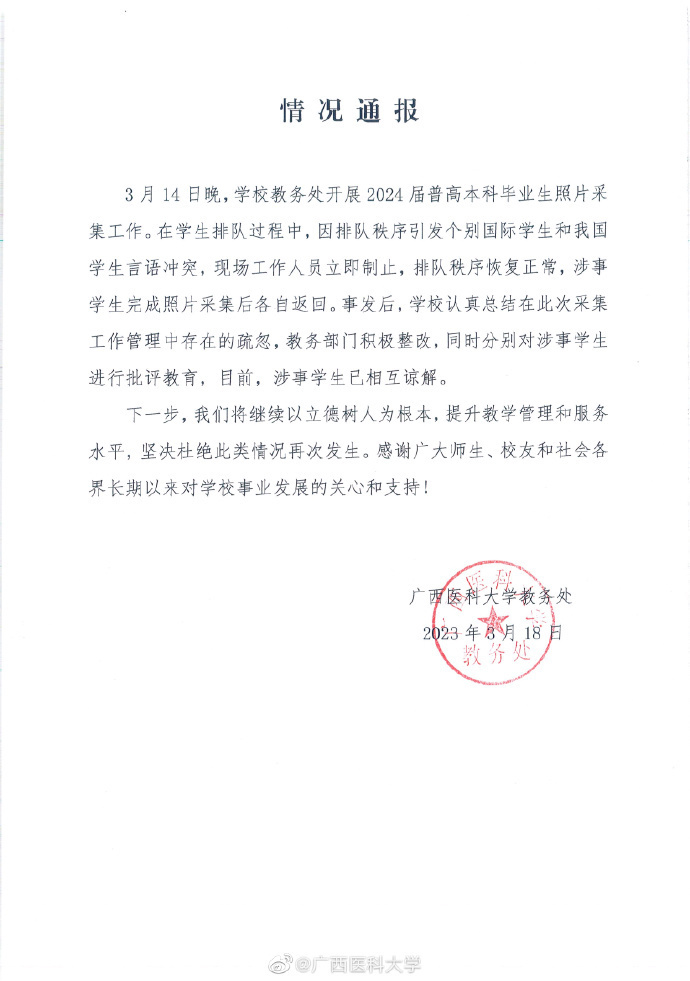 情况通报
3月14日晚，学校教务处开展2024届普高本科毕业生照片采
集工作。在学生排队过程中，因排队秩序引发个别国际学生和我国
学生言语冲突，现场工作人员立即制止，排队秩序恢复正常，涉事
学生完成照片采集后各自返回。事发后，学校认真总结在此次采集
工作管理中存在的疏忽，教务部门积极整改，同时分别对涉事学生
进行批评教育，目前，涉事学生已相互谅解。
下一步，我们将继续以立德树人为根本，提升教学管理和服务
水平，坚决杜绝此类情况再次发生。感谢广大师生、校友和社会各
界长期以来对学校事业发展的关心和支持！
广西医科大学教务处
2023年3月18日
广西医科大学
教务处
@广西医科大学